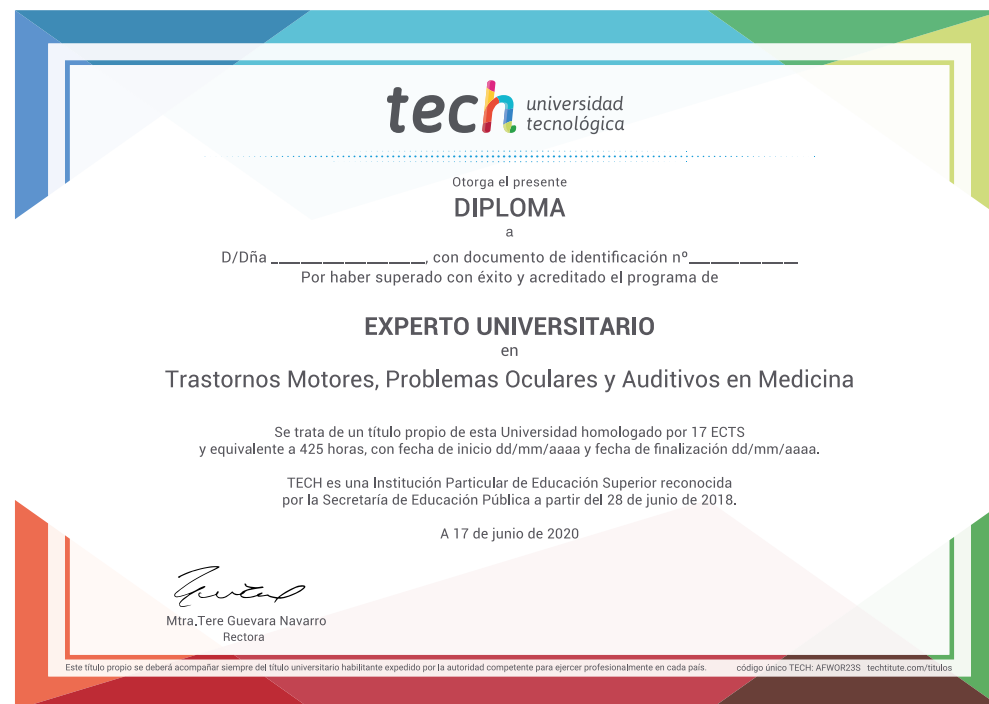 tech universidad
tecnológica
Otorga el presente
DIPLOMA
a
D/Dña ___________________, con documento de identificación nº_____________
Por haber superado con éxito y acreditado el programa de
EXPERTO UNIVERSITARIO
en
Trastornos Motores, Problemas Oculares y Auditivos en Medicina
Se trata de un título propio de esta Universidad homologado por 17 ECTS
y equivalente a 425 horas, con fecha de inicio dd/mm/aaaa y fecha de finalización dd/mm/aaaa.
TECH es una Institución Particular de Educación Superior reconocida
por la Secretaría de Educación Pública a partir del 28 de junio de 2018.
A 17 de junio de 2020
Mtra.Tere Guevara Navarro
Rectora
Este título propio se deberá acompañar siempre del título universitario habilitante expedido por la autoridad competente para ejercer profesionalmente en cada país. código único TECH: AFWOR23S techtitute.com/titulos